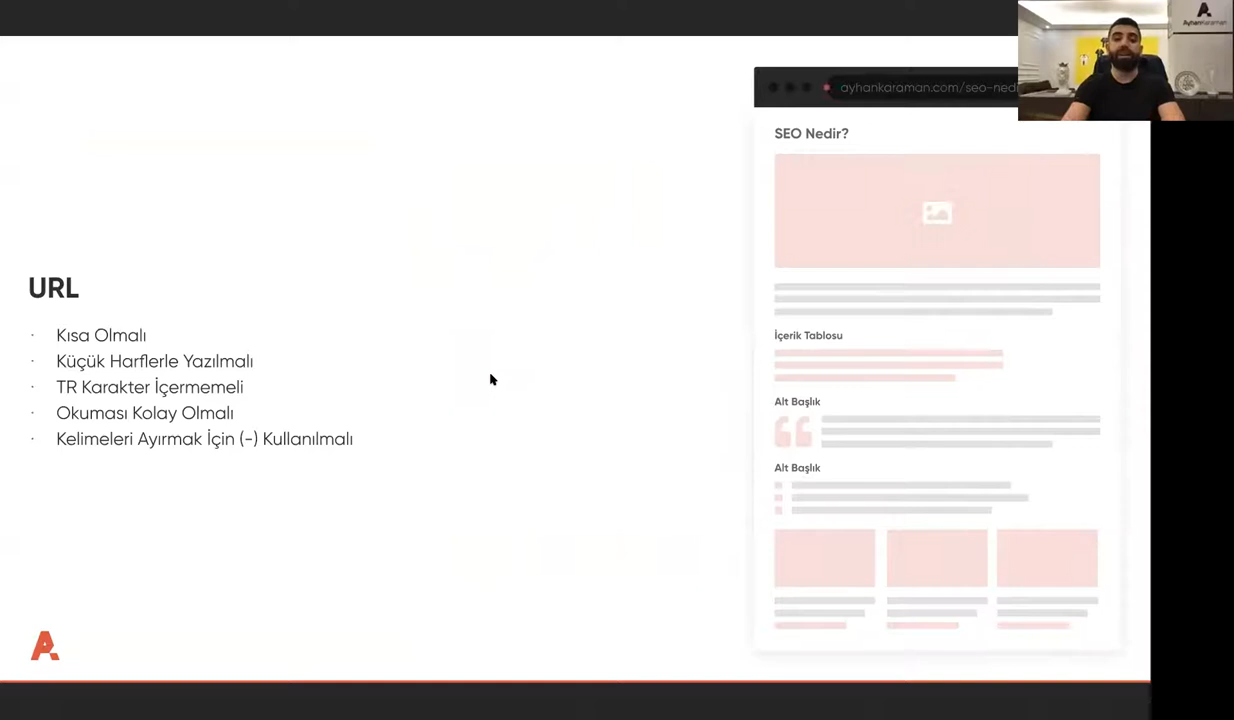 AyhanKaraman
ayhankaraman.com/seo-nedi
SEO Nedir?
URL
· Kısa Olmalı
· Küçük Harflerle Yazılmalı
· TR Karakter İçermemeli
· Okuması Kolay Olmalı
· Kelimeleri Ayırmak İçin (-) Kullanılmalı
İçerik Tablosu
Alt Başlık
Alt Başlık